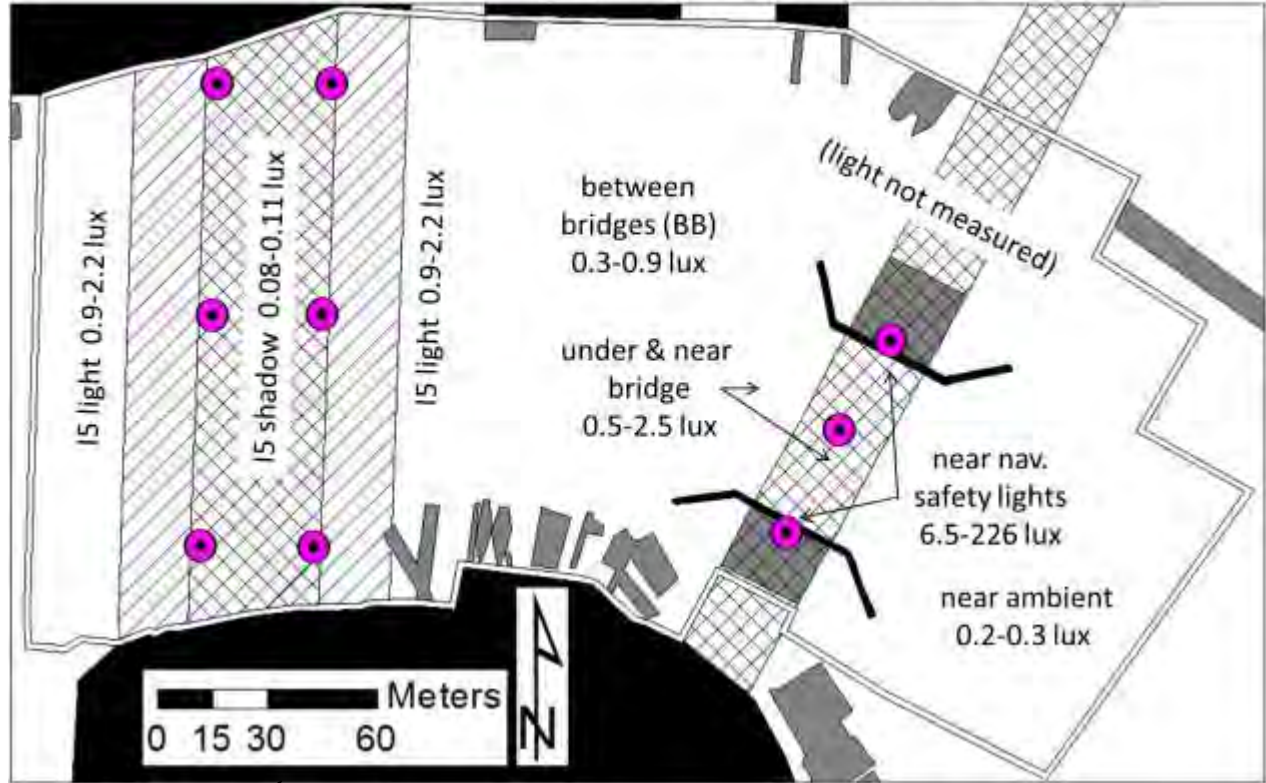 I5 light  0.9-2.2 lux
I5 shadow  0.08-0.11 lux
I5 light  0.9-2.2 lux
between
bridges (BB)
0.3-0.9 lux
(light not measured)
under & near
bridge
0.5-2.5 lux
near nav.
safety lights
6.5-226 lux
near ambient
0.2-0.3 lux
Meters
0 15 30 60
N